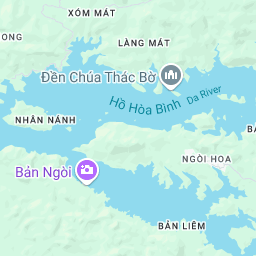 XÓM MÁT
ONG
LÀNG MÁT
Đền Chúa Thác Bờ
Hồ Hòa Bình
Da River
NHÂN NÁNH
BẢ
NGÒI HOA
Bản Ngòi
BẢN LIÊM